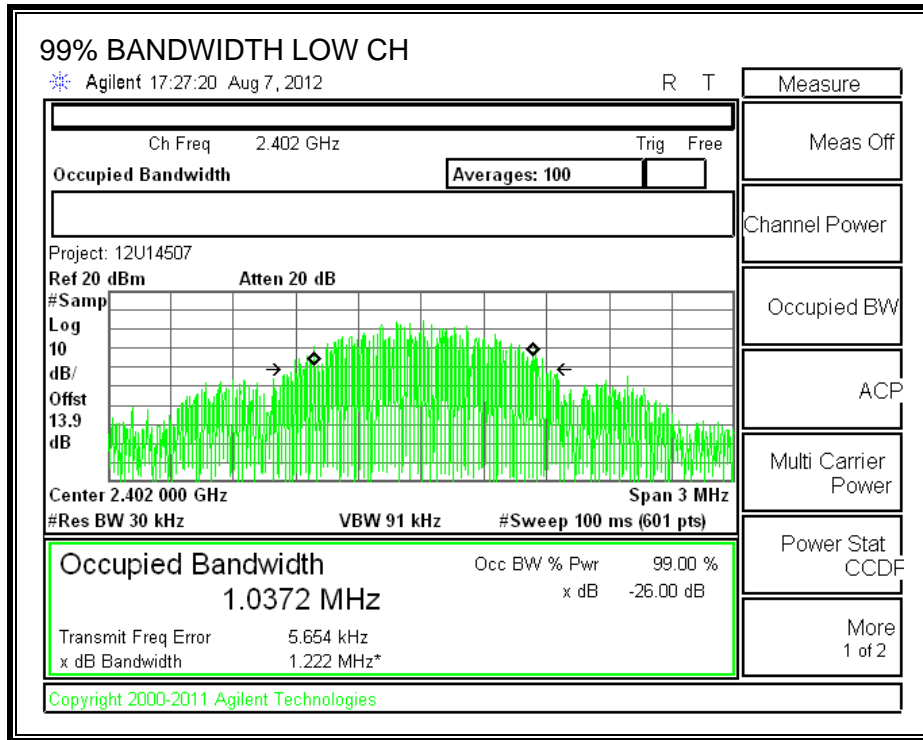 99% BANDWIDTH LOW CH
Agilent 17:27:20 Aug 7, 2012 R T
Measure
Ch Freq 2.402 GHz Trig Free
Occupied Bandwidth Averages: 100
Meas Off
Channel Power
Project: 12U14507
Ref 20 dBm Atten 20 dB
#Samp
Log
10
dB/
Offst
13.9
dB
Occupied BW
ACP
Multi Carrier
Power
Center 2.402 000 GHz Span 3 MHz
#Res BW 30 kHz VBW 91 kHz #Sweep 100 ms (601 pts)
Occupied Bandwidth
1.0372 MHz
Occ BW % Pwr 99.00 %
x dB -26.00 dB
Transmit Freq Error 5.654 kHz
x dB Bandwidth 1.222 MHz*
Power Stat
CCDF
More
1 of 2
Copyright 2000-2011 Agilent Technologies